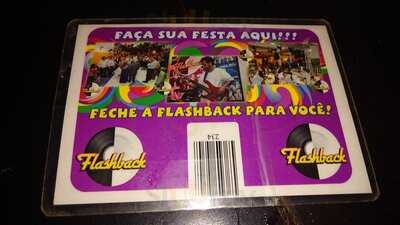 FAÇA SUA FESTA AQUI!!!
FECHE A FLASHBACK PARA VOCÊ!
234
Flashback
Flashback